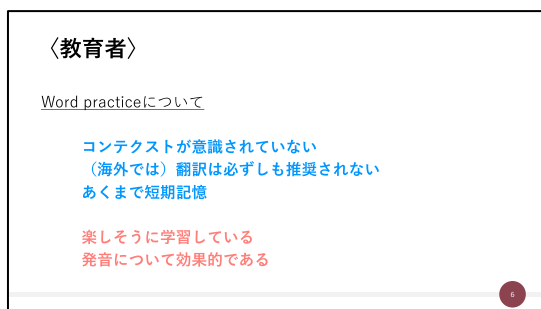 〈教育者〉
Word practiceについて
コンテクストが意識されていない
（海外では）翻訳は必ずしも推奨されない
あくまで短期記憶
楽しそうに学習している
発音について効果的である
6